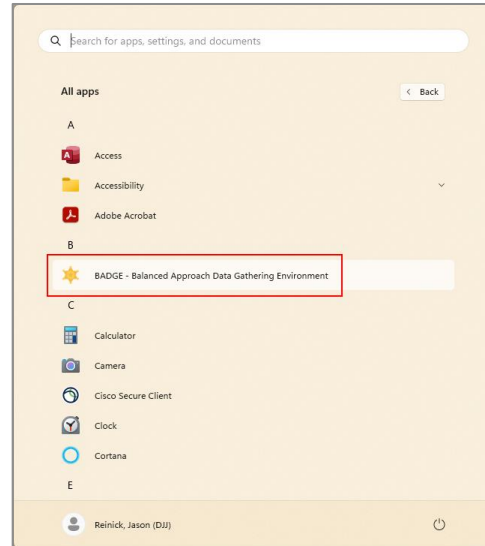 Search for apps, settings, and documents
All apps
Back
A
Access
Accessibility
Adobe Acrobat
B
BADGE - Balanced Approach Data Gathering Environment
C
Calculator
Camera
Cisco Secure Client
Clock
Cortana
E
Reinick, Jason (DJJ)